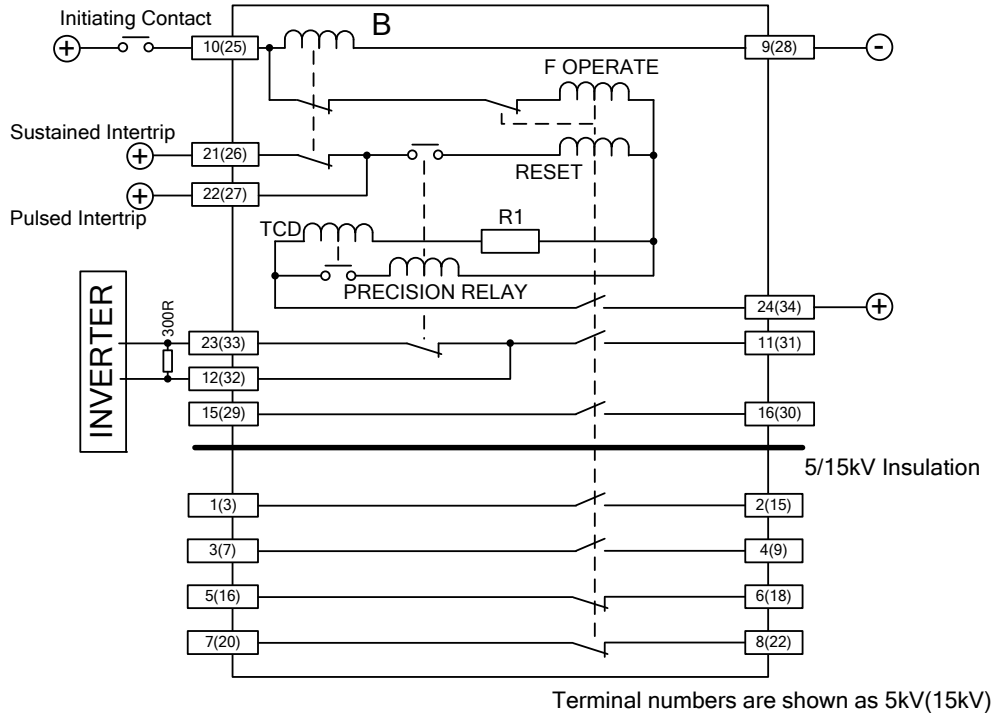 Initiating Contact
B
+
10(25)
9(28)
-
F OPERATE
Sustained Intertrip
+
21(26)
RESET
+
22(27)
Pulsed Intertrip
TCD
R1
PRECISION RELAY
24(34)
+
INVERTER
300R
23(33)
11(31)
12(32)
15(29)
16(30)
5/15kV Insulation
1(3)
2(15)
3(7)
4(9)
5(16)
6(18)
7(20)
8(22)
Terminal numbers are shown as 5kV(15kV)